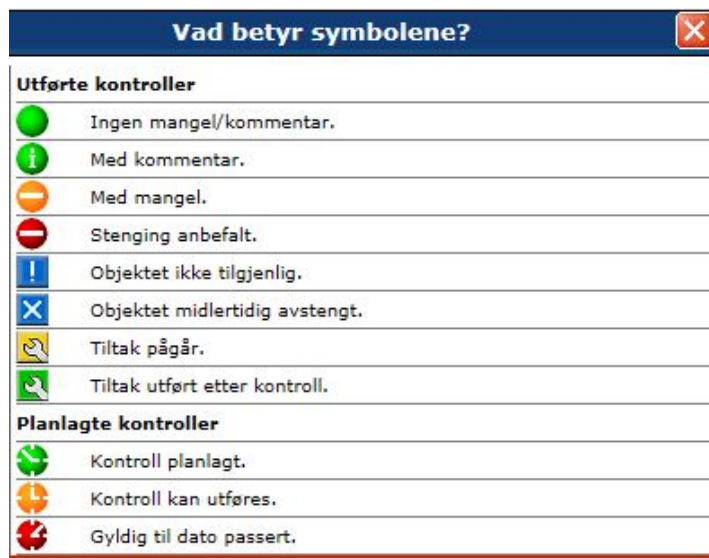 Vad betyr symbolene?
Utførte kontroller
Ingen mangel/kommentar.
Med kommentar.
Med mangel.
Stenging anbefalt.
Objektet ikke tilgjenlig.
Objektet midlertidig avstengt.
Tiltak pågår.
Tiltak utført etter kontroll.
Planlagte kontroller
Kontroll planlagt.
Kontroll kan utføres.
Gyldig til dato passert.